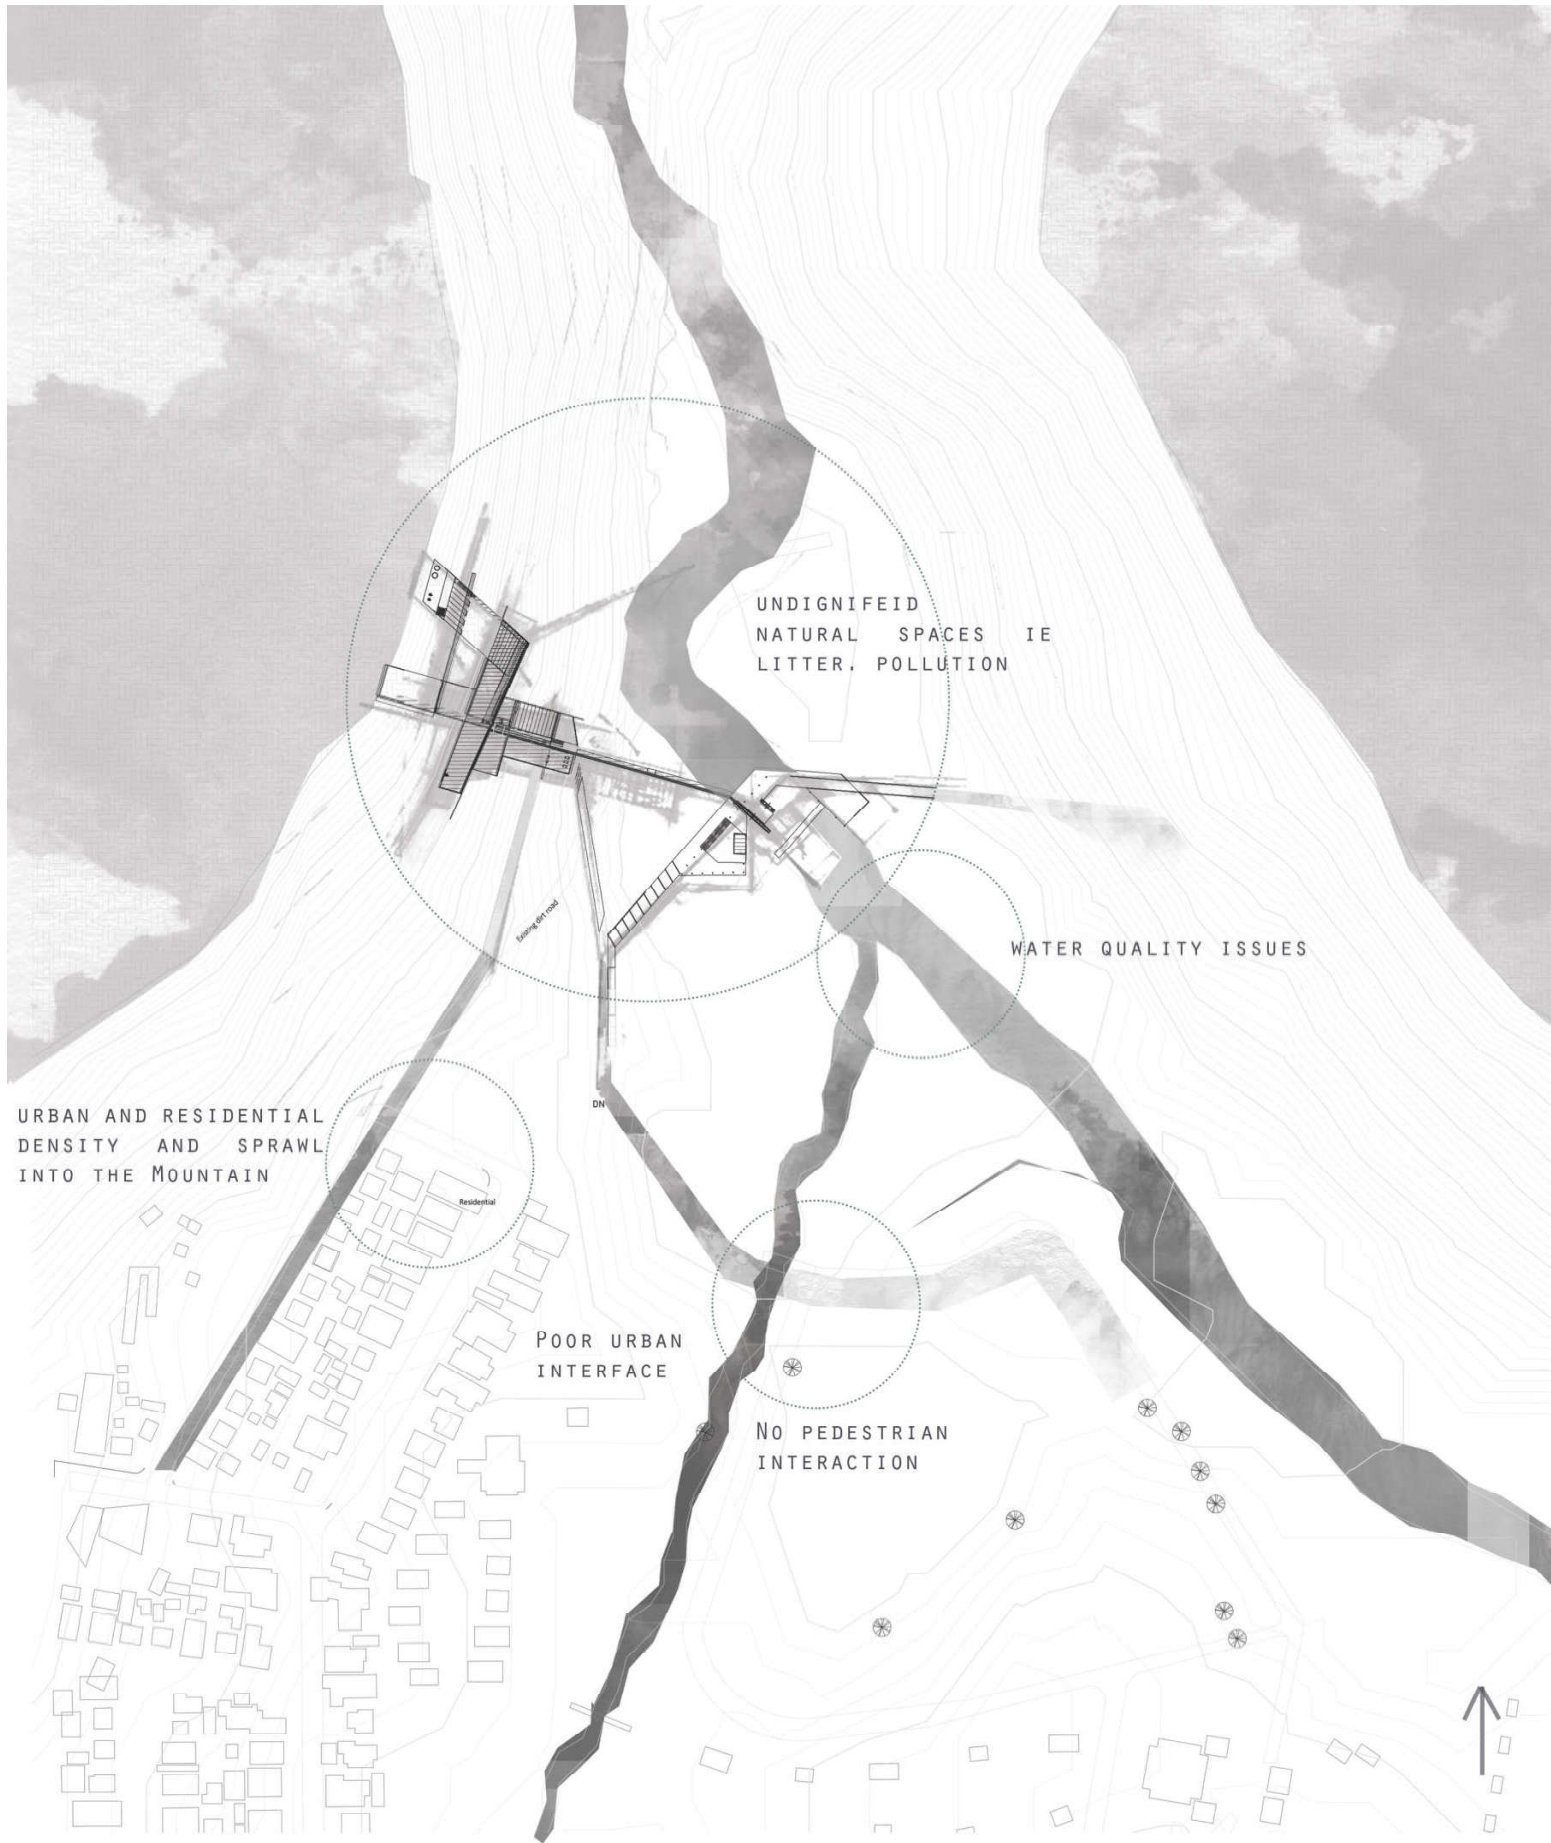 UNDIGNIFEID
NATURAL SPACES IE
LITTER. POLLUTION
Existing dirt road
WATER QUALITY ISSUES
DN
URBAN AND RESIDENTIAL
DENSITY AND SPRAWL
INTO THE MOUNTAIN
Residential
POOR URBAN
INTERFACE
NO PEDESTRIAN
INTERACTION